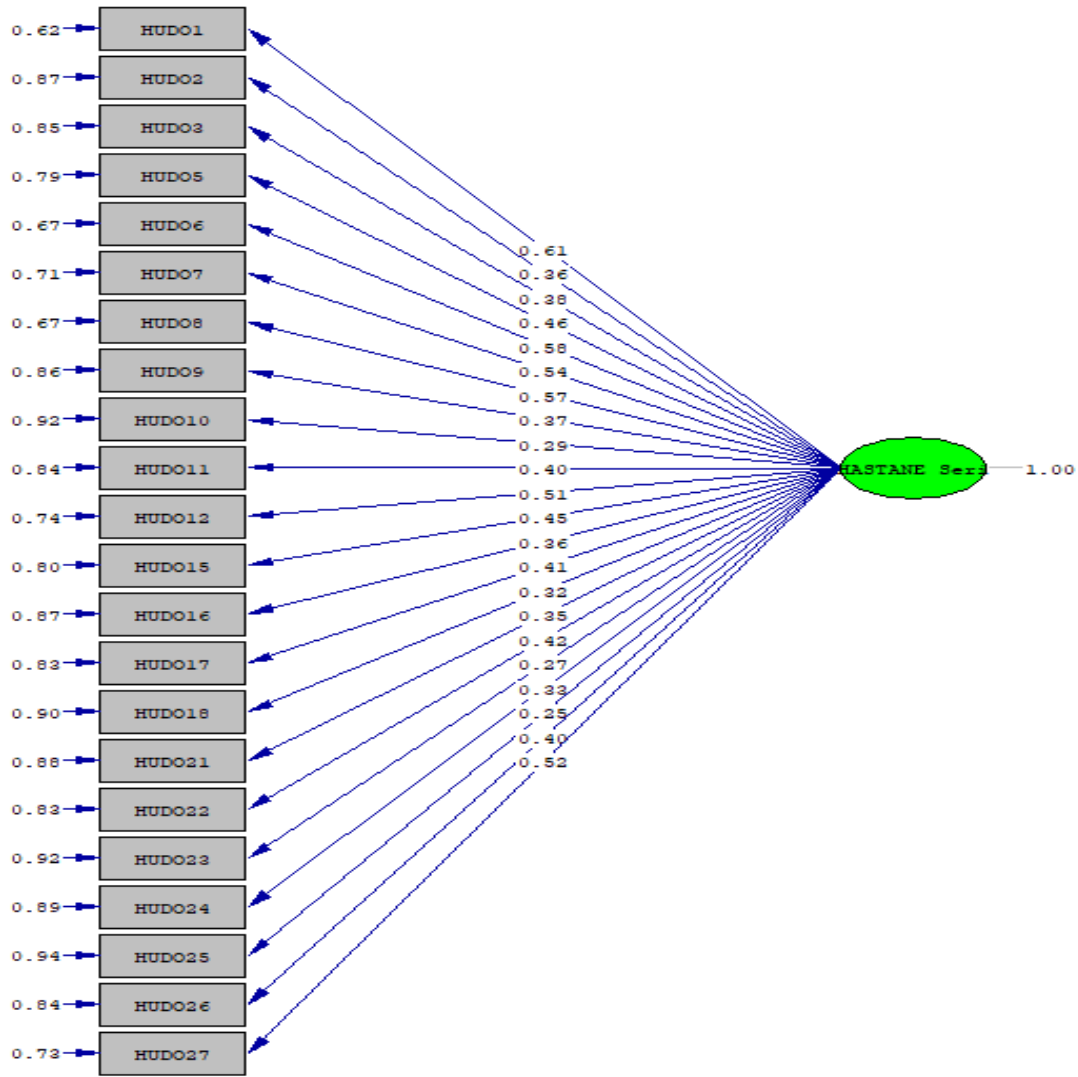 0.62 HUDO1
0.87 HUDO2
0.85 HUDO3
0.79 HUDO5
0.67 HUDO6
0.71 HUDO7
0.67 HUDO8
0.86 HUDO9
0.92 HUDO10
0.84 HUDO11
0.74 HUDO12
0.80 HUDO15
0.87 HUDO16
0.83 HUDO17
0.90 HUDO18
0.88 HUDO21
0.83 HUDO22
0.92 HUDO23
0.89 HUDO24
0.94 HUDO25
0.84 HUDO26
0.73 HUDO27
0.61
0.36
0.38
0.46
0.58
0.54
0.57
0.37
0.29
0.40
0.51
0.45
0.36
0.41
0.32
0.35
0.42
0.27
0.33
0.25
0.40
0.52
HASTANE 1.00